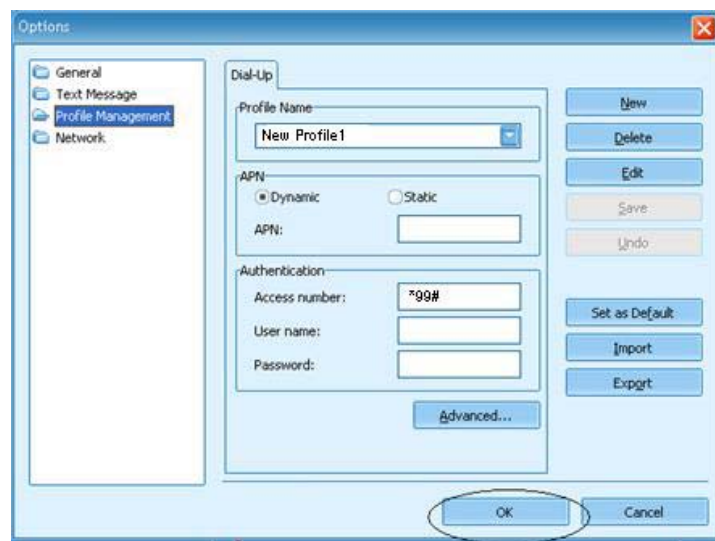 Options
General
Text Message
Profile Management
Network
Dial-Up
Profile Name
New Profile1
APN
Dynamic
Static
APN:
Authentication
Access number:
*99#
User name:
Password:
Advanced...
New
Delete
Edit
Save
Undo
Set as Default
Import
Export
OK
Cancel